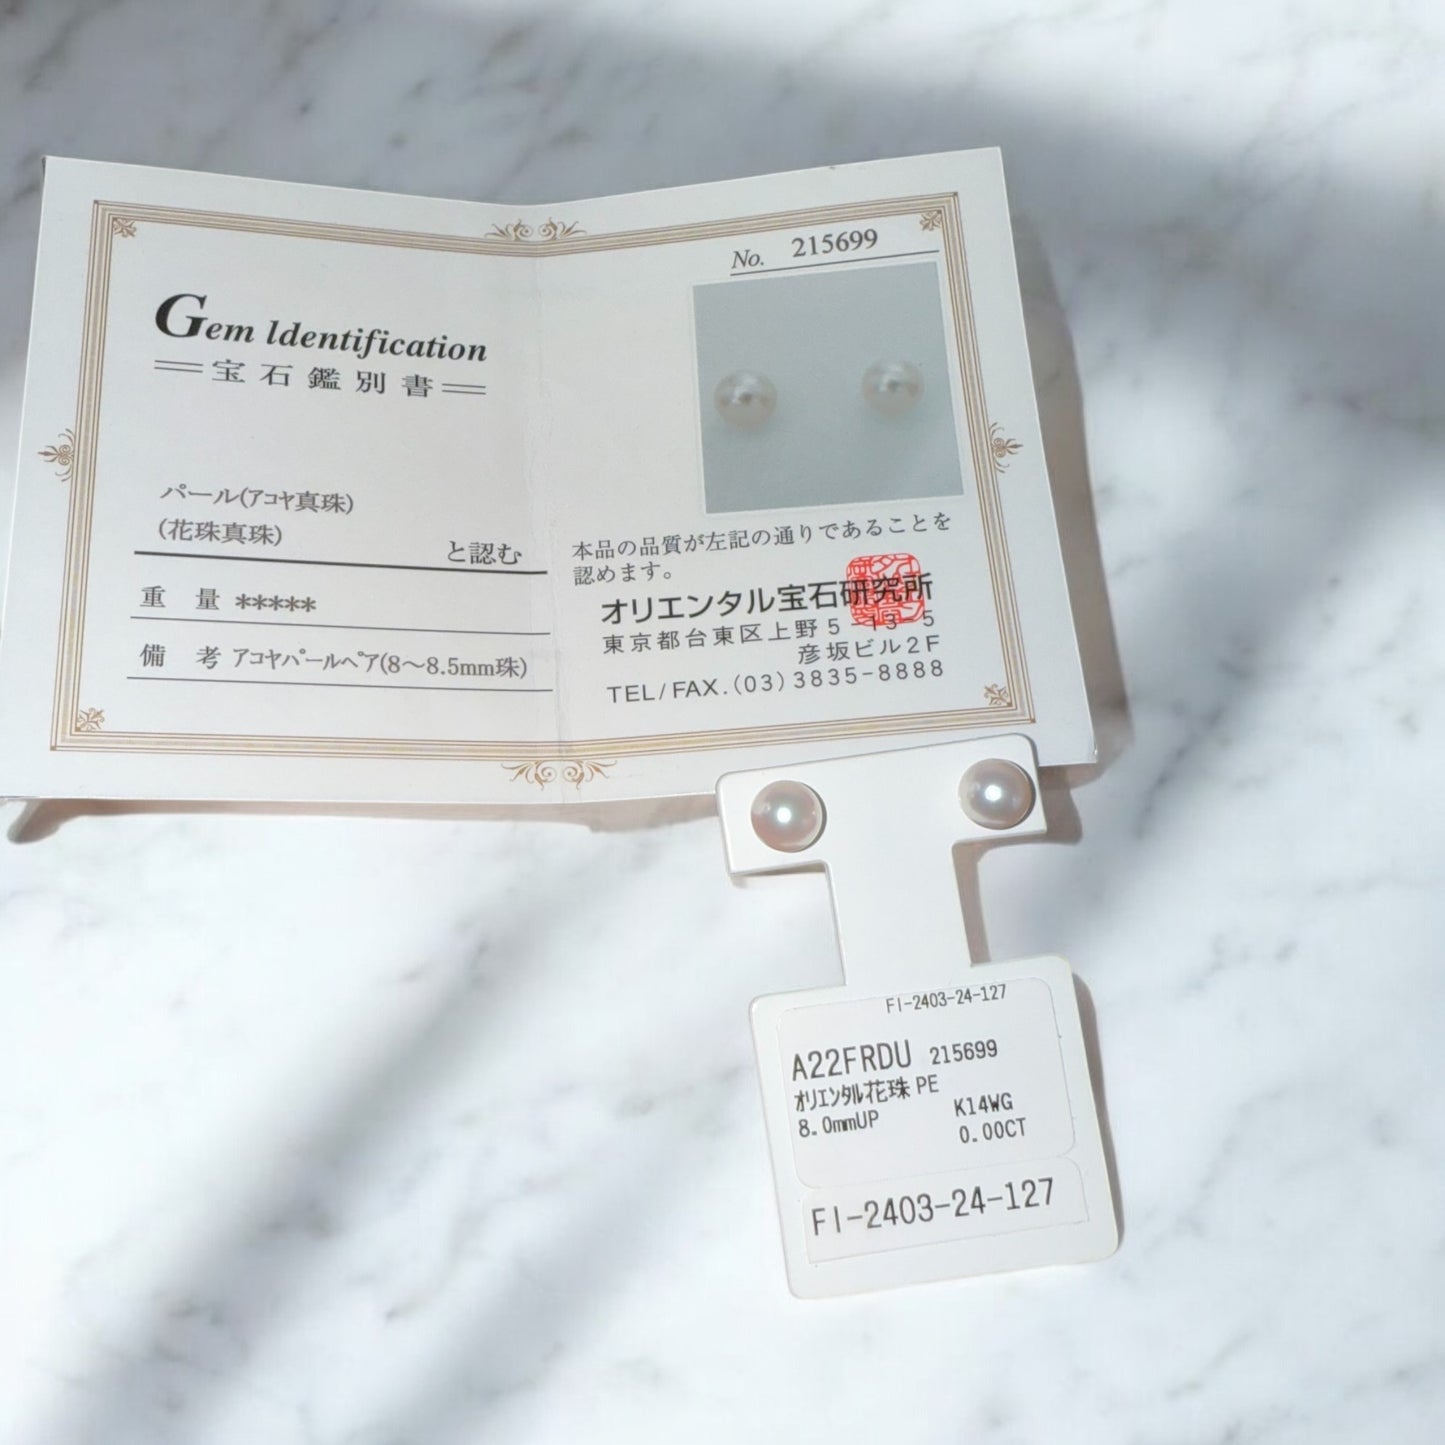 Gem ldentification
宝石鑑別書
パール(アコヤ真珠)
(花珠真珠)
と認む
重 量 *****
備 考 アコヤパールペア(8～8.5mm珠)
No. 215699
本品の品質が左記の通りであることを
認めます。
オリエンタル宝石研究所
東京都台東区上野5-13-5
彦坂ビル2F
TEL/FAX.(03)3835-8888
FI-2403-24-127
A22FRDU 215699
オリエンタル花珠 PE
8.0mmUP K14WG
0.00CT
FI-2403-24-127